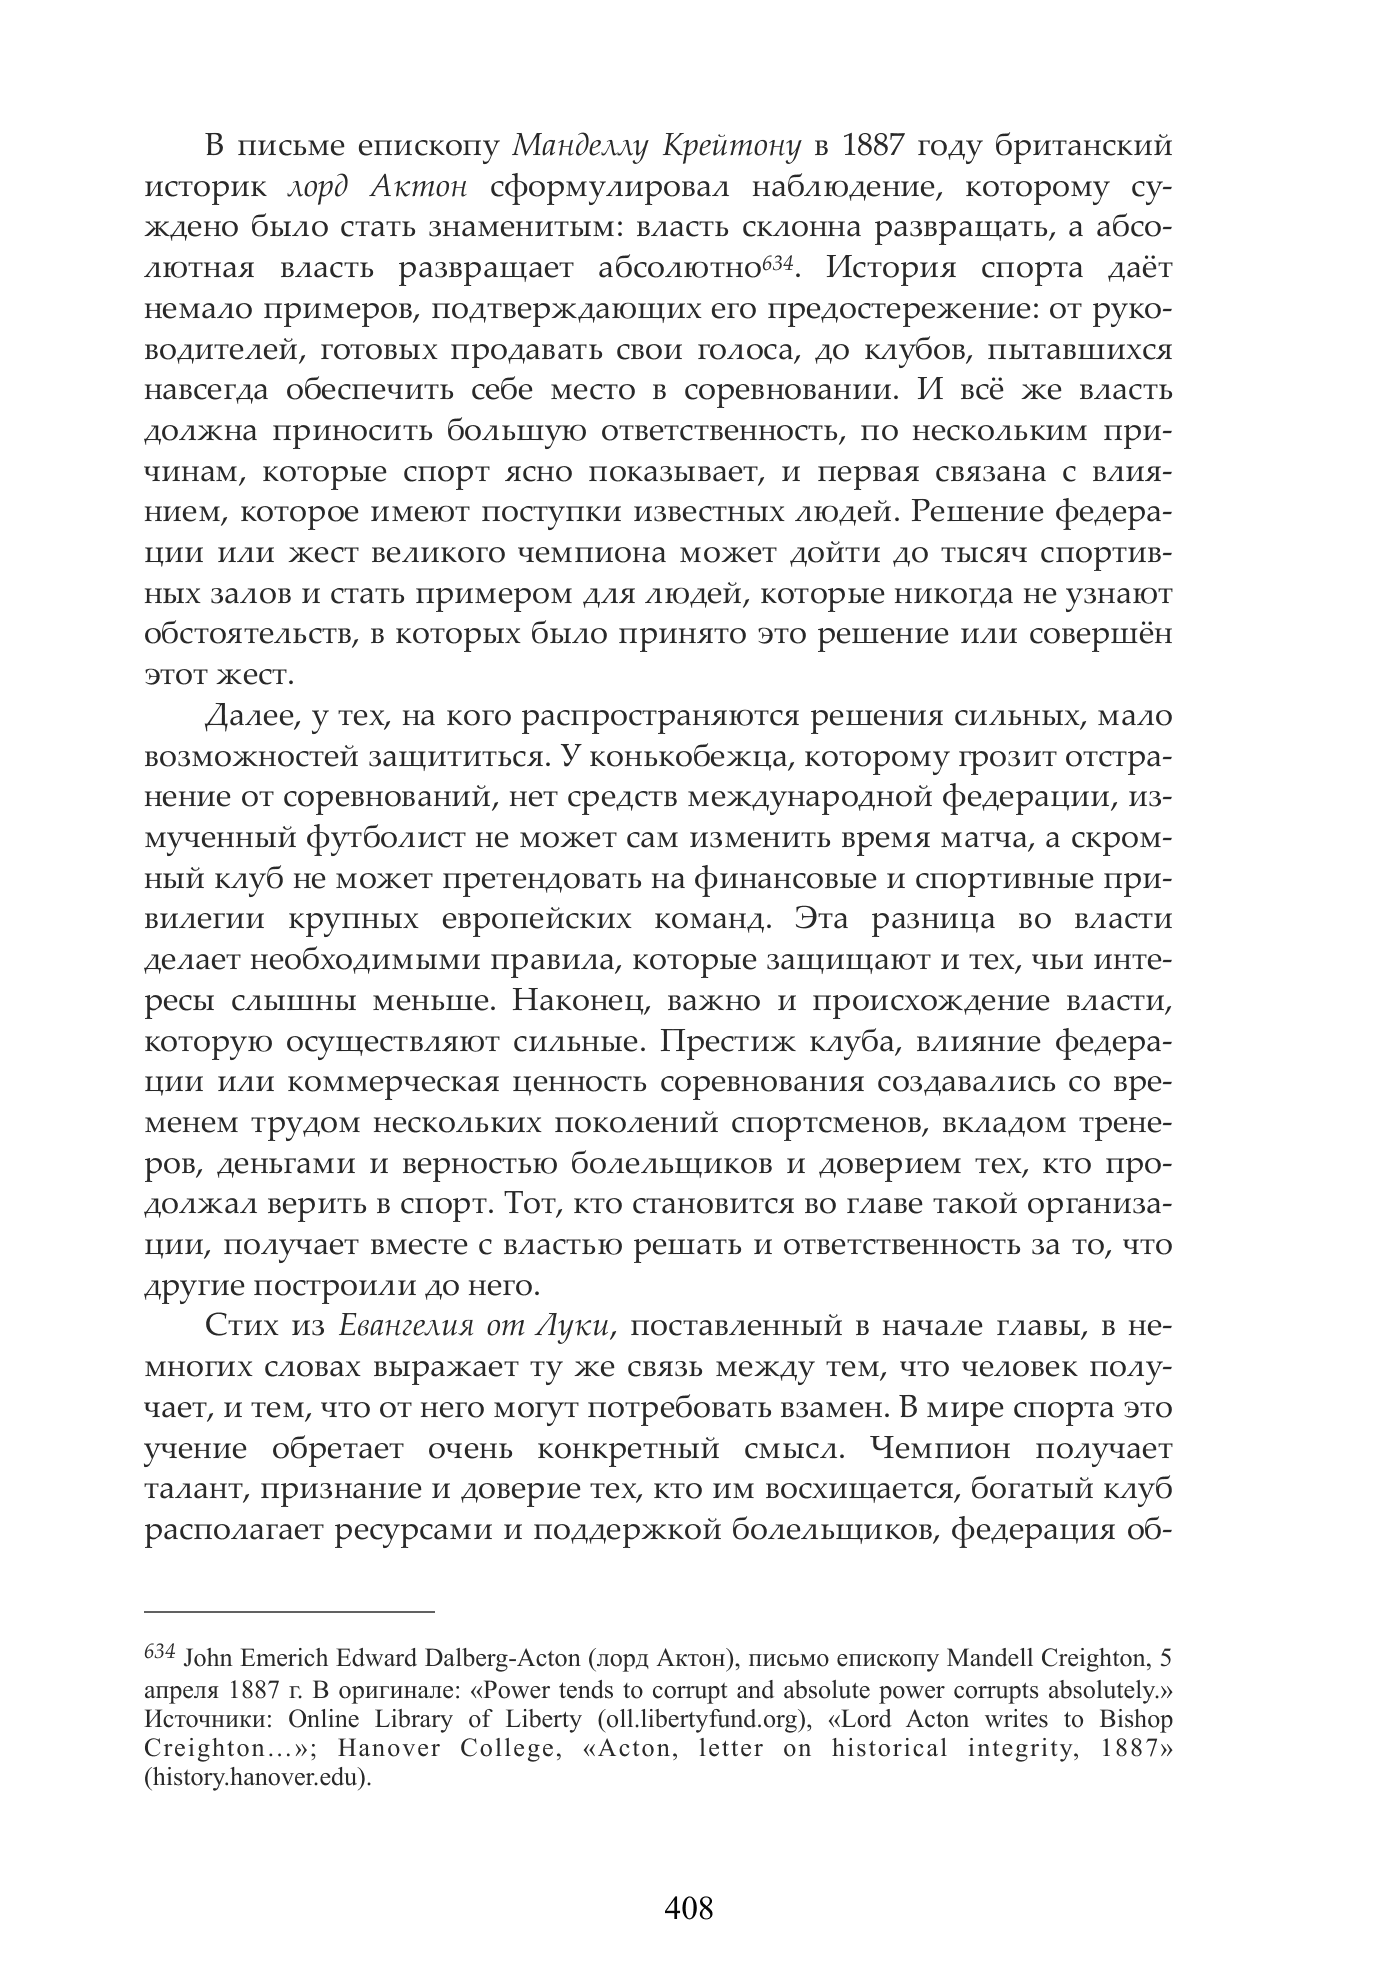 В письме епископу Манделлу Крейтону в 1887 году британский
историк лорд Актон сформулировал наблюдение, которому су-
ждено было стать знаменитым: власть склонна развращать, а абсо-
лютная власть развращает абсолютно634. История спорта даёт
немало примеров, подтверждающих его предостережение: от руко-
водителей, готовых продавать свои голоса, до клубов, пытавшихся
навсегда обеспечить себе место в соревновании. И всё же власть
должна приносить большую ответственность, по нескольким при-
чинам, которые спорт ясно показывает, и первая связана с влия-
нием, которое имеют поступки известных людей. Решение федера-
ции или жест великого чемпиона может дойти до тысяч спортив-
ных залов и стать примером для людей, которые никогда не узнают
обстоятельств, в которых было принято это решение или совершён
этот жест.
Далее, у тех, на кого распространяются решения сильных, мало
возможностей защититься. У конькобежца, которому грозит отстра-
нение от соревнований, нет средств международной федерации, из-
мученный футболист не может сам изменить время матча, а скром-
ный клуб не может претендовать на финансовые и спортивные при-
вилегии крупных европейских команд. Эта разница во власти
делает необходимыми правила, которые защищают и тех, чьи инте-
ресы слышны меньше. Наконец, важно и происхождение власти,
которую осуществляют сильные. Престиж клуба, влияние федера-
ции или коммерческая ценность соревнования создавались со вре-
менем трудом нескольких поколений спортсменов, вкладом трене-
ров, деньгами и верностью болельщиков и доверием тех, кто про-
должал верить в спорт. Тот, кто становится во главе такой организа-
ции, получает вместе с властью решать и ответственность за то, что
другие построили до него.
Стих из Евангелия от Луки, поставленный в начале главы, в не-
многих словах выражает ту же связь между тем, что человек полу-
чает, и тем, что от него могут потребовать взамен. В мире спорта это
учение обретает очень конкретный смысл. Чемпион получает
талант, признание и доверие тех, кто им восхищается, богатый клуб
располагает ресурсами и поддержкой болельщиков, федерация об-
634 John Emerich Edward Dalberg-Acton (лорд Актон), письмо епископу Mandell Creighton, 5
апреля 1887 г. В оригинале: «Power tends to corrupt and absolute power corrupts absolutely.»
Источники: Online Library of Liberty (oll.libertyfund.org), «Lord Acton writes to Bishop
Creighton…»; Hanover College, «Acton, letter on historical integrity, 1887»
(history.hanover.edu).
408